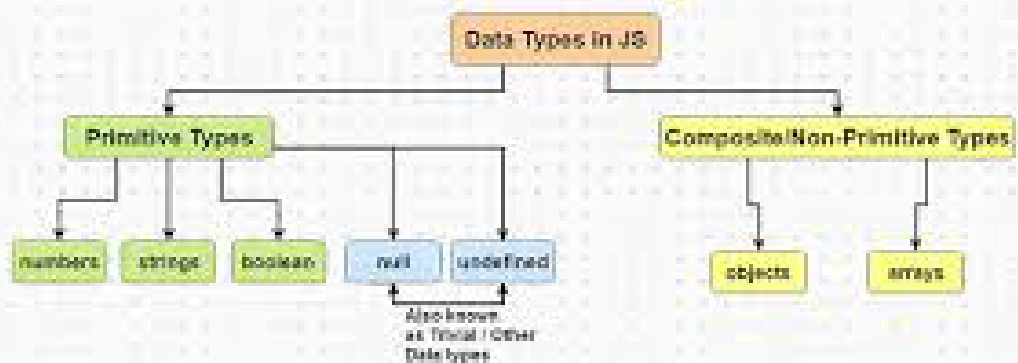 Data Types in JS
Primitive Types
Composite/Non-Primitive Types
numbers
strings
boolean
null
undefined
objects
arrays
Also known
as Trivial / Other
Data types